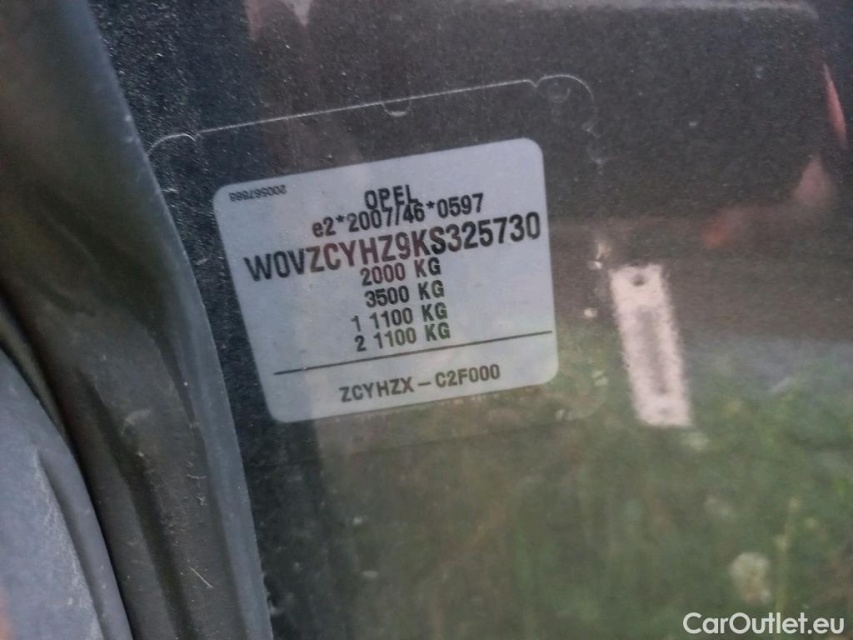 200567888
OPEL
e2*2007/46*0597
W0VZCYHZ9KS325730
2000 KG
3500 KG
1 1100 KG
2 1100 KG
ZCYHZX-C2F000
CarOutlet.eu